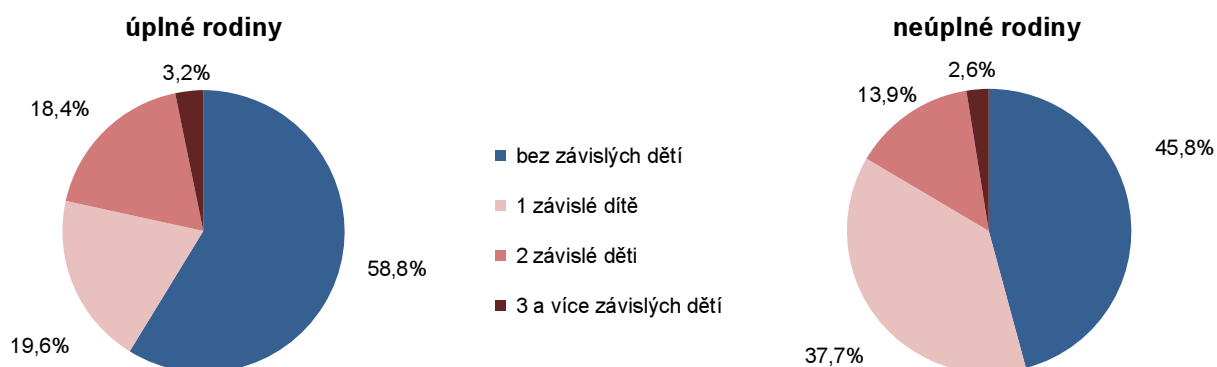 úplné rodiny
3,2%
18,4%
58,8%
19,6%
bez závislých dětí
1 závislé dítě
2 závislé děti
3 a více závislých dětí
neúplné rodiny
2,6%
13,9%
45,8%
37,7%